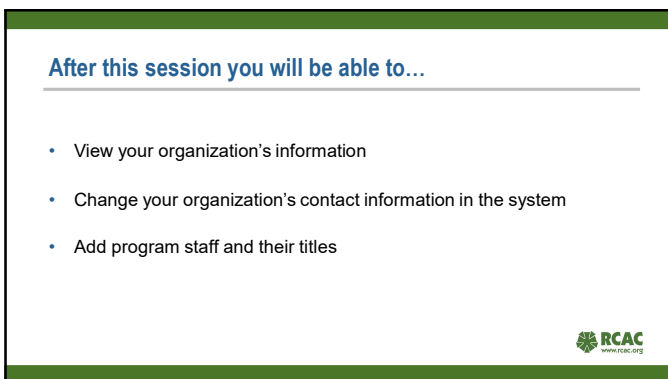 After this session you will be able to…
• View your organization’s information
• Change your organization’s contact information in the system
• Add program staff and their titles
RCAC
www.rcac.org